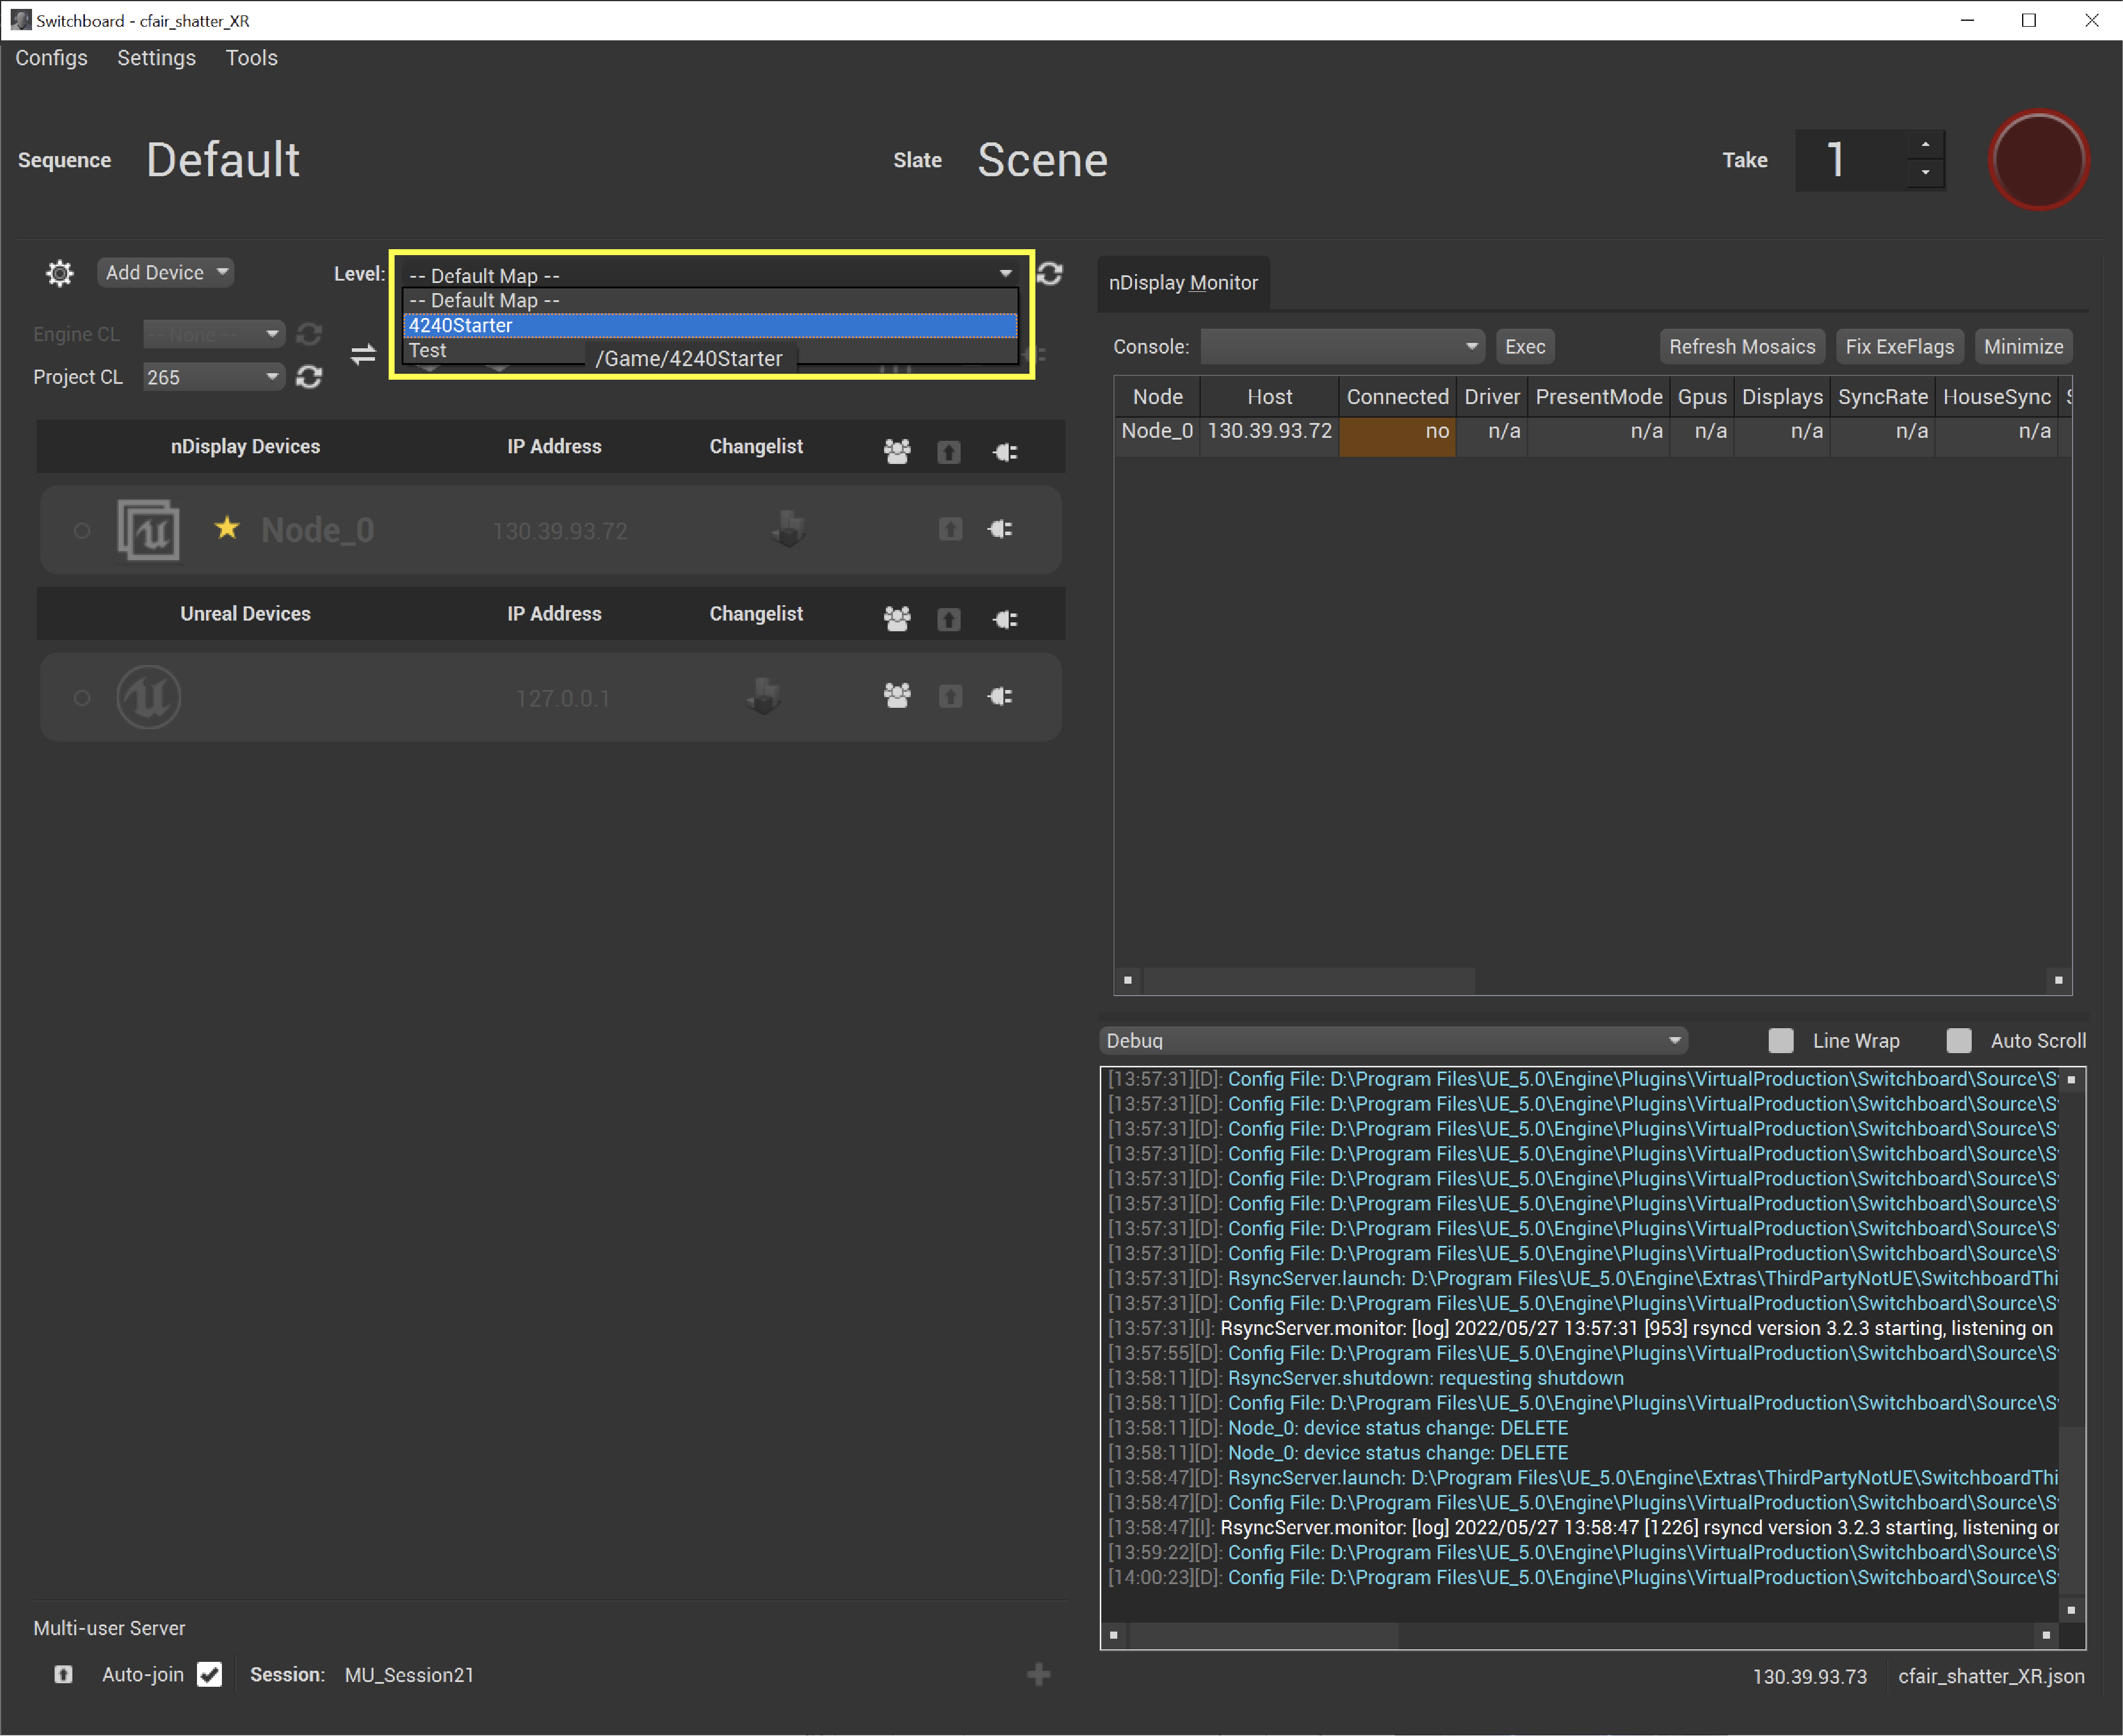 Switchboard - cfair_shatter_XR
Configs Settings Tools
Sequence Default Slate Scene Take 1
Add Device Level: -- Default Map --
-- Default Map --
4240Starter
Test /Game/4240Starter
Engine CL -- None --
Project CL 265
nDisplay Devices IP Address Changelist
Node_0 130.39.93.72
Unreal Devices IP Address Changelist
127.0.0.1
nDisplay Monitor
Console: Exec Refresh Mosaics Fix ExeFlags Minimize
Node Host Connected Driver PresentMode Gpus Displays SyncRate HouseSync
Node_0 130.39.93.72 no n/a n/a n/a n/a n/a n/a
Debug Line Wrap Auto Scroll
[13:57:31][D]: Config File: D:\Program Files\UE_5.0\Engine\Plugins\VirtualProduction\Switchboard\Source\S
[13:57:31][D]: Config File: D:\Program Files\UE_5.0\Engine\Plugins\VirtualProduction\Switchboard\Source\S
[13:57:31][D]: Config File: D:\Program Files\UE_5.0\Engine\Plugins\VirtualProduction\Switchboard\Source\S
[13:57:31][D]: Config File: D:\Program Files\UE_5.0\Engine\Plugins\VirtualProduction\Switchboard\Source\S
[13:57:31][D]: Config File: D:\Program Files\UE_5.0\Engine\Plugins\VirtualProduction\Switchboard\Source\S
[13:57:31][D]: Config File: D:\Program Files\UE_5.0\Engine\Plugins\VirtualProduction\Switchboard\Source\S
[13:57:31][D]: Config File: D:\Program Files\UE_5.0\Engine\Plugins\VirtualProduction\Switchboard\Source\S
[13:57:31][D]: Config File: D:\Program Files\UE_5.0\Engine\Plugins\VirtualProduction\Switchboard\Source\S
[13:57:31][D]: RsyncServer.launch: D:\Program Files\UE_5.0\Engine\Extras\ThirdPartyNotUE\SwitchboardThi
[13:57:31][D]: Config File: D:\Program Files\UE_5.0\Engine\Plugins\VirtualProduction\Switchboard\Source\S
[13:57:31][I]: RsyncServer.monitor: [log] 2022/05/27 13:57:31 [953] rsyncd version 3.2.3 starting, listening on
[13:57:55][D]: Config File: D:\Program Files\UE_5.0\Engine\Plugins\VirtualProduction\Switchboard\Source\S
[13:58:11][D]: RsyncServer.shutdown: requesting shutdown
[13:58:11][D]: Config File: D:\Program Files\UE_5.0\Engine\Plugins\VirtualProduction\Switchboard\Source\S
[13:58:11][D]: Node_0: device status change: DELETE
[13:58:11][D]: Node_0: device status change: DELETE
[13:58:47][D]: RsyncServer.launch: D:\Program Files\UE_5.0\Engine\Extras\ThirdPartyNotUE\SwitchboardThi
[13:58:47][D]: Config File: D:\Program Files\UE_5.0\Engine\Plugins\VirtualProduction\Switchboard\Source\S
[13:58:47][I]: RsyncServer.monitor: [log] 2022/05/27 13:58:47 [1226] rsyncd version 3.2.3 starting, listening or
[13:59:22][D]: Config File: D:\Program Files\UE_5.0\Engine\Plugins\VirtualProduction\Switchboard\Source\S
[14:00:23][D]: Config File: D:\Program Files\UE_5.0\Engine\Plugins\VirtualProduction\Switchboard\Source\S
Multi-user Server
Auto-join Session: MU_Session21
130.39.93.73 cfair_shatter_XR.json